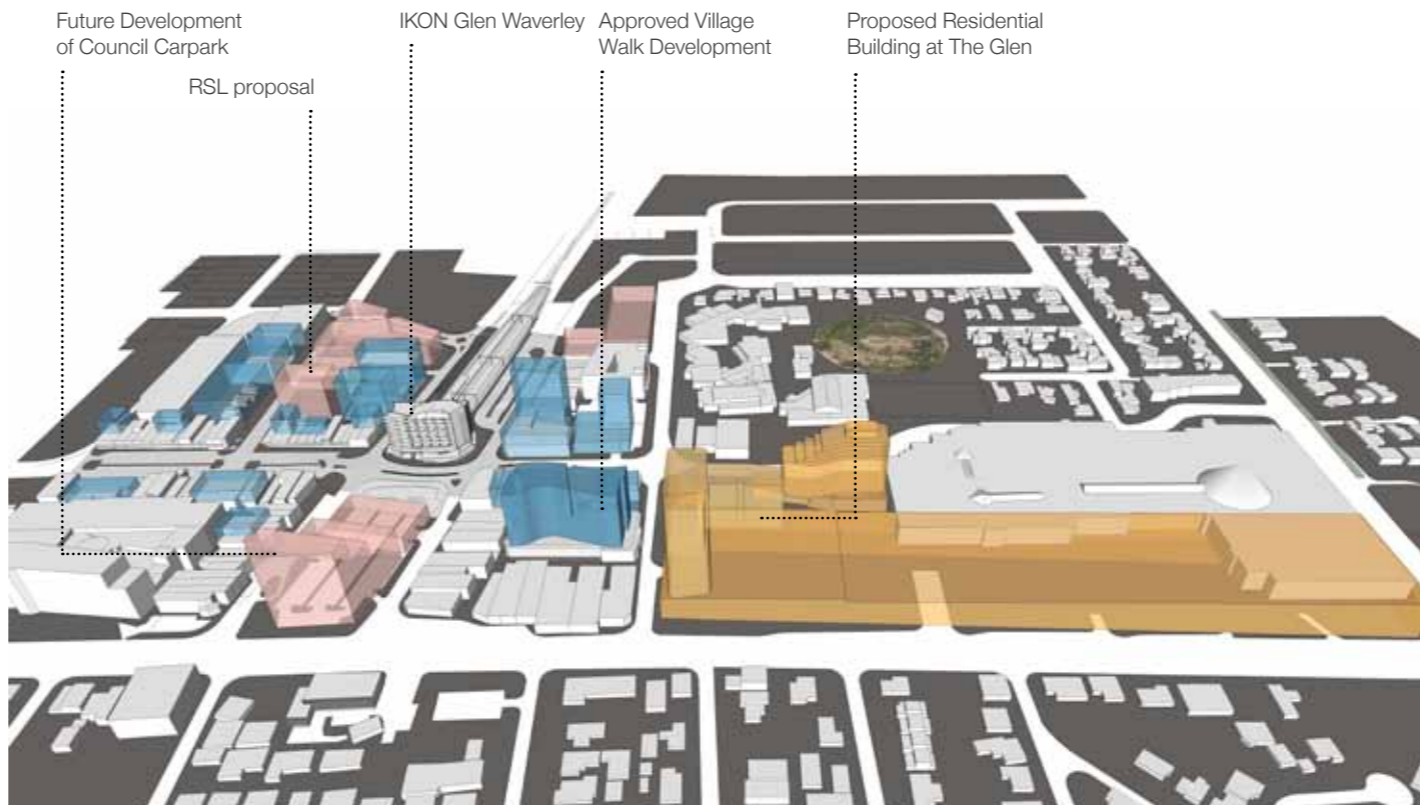 Future Development
of Council Carpark
RSL proposal
IKON Glen Waverley
Approved Village
Walk Development
Proposed Residential
Building at The Glen